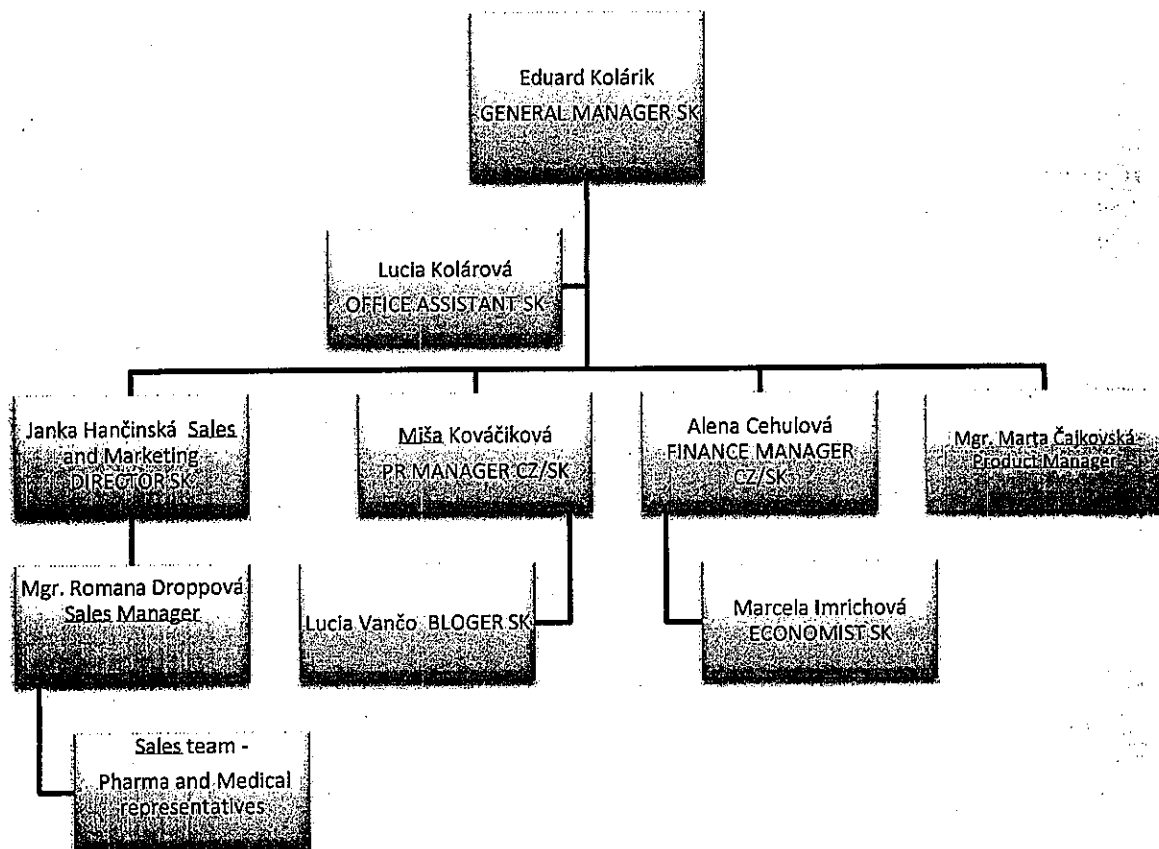 Eduard Kolárik
GENERAL MANAGER SK
Lucia Kolárová
OFFICE ASSISTANT SK
Janka Hančinská Sales
and Marketing
DIRECTOR SK
Miša Kováčiková
PR MANAGER CZ/SK
Alena Cehulová
FINANCE MANAGER
CZ/SK
Mgr. Marta Čajkovská-
Product Manager
Mgr. Romana Droppová
Sales Manager
Lucia Vančo BLOGER SK
Marcela Imrichová
ECONOMIST SK
Sales team -
Pharma and Medical
representatives